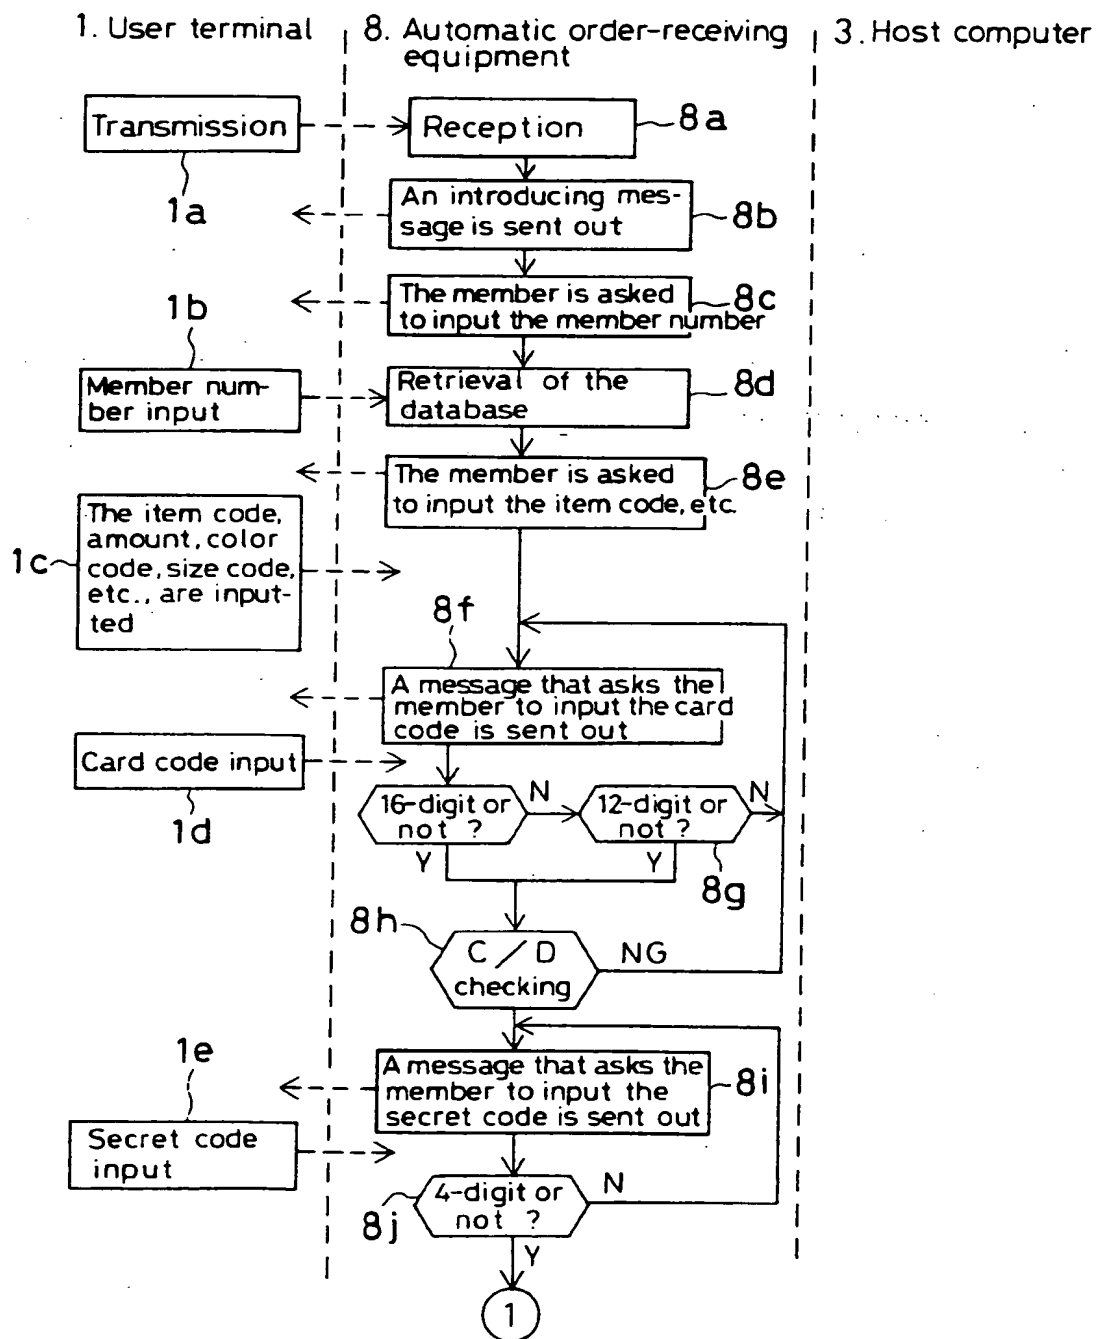 1. User terminal
8. Automatic order-receiving
equipment
3. Host computer
Transmission
1a
Reception
8a
An introducing mes-
sage is sent out
8b
The member is asked
to input the member number
8c
1b
Member num-
ber input
Retrieval of the
database
8d
The member is asked
to input the item code, etc.
8e
The item code,
amount, color
code, size code,
etc., are input-
ted
1c
8f
A message that asks the
member to input the card
code is sent out
Card code input
1d
16-digit or
not ?
N
Y
12-digit or
not ?
N
Y
8g
8h
C / D
checking
NG
1e
A message that asks the
member to input the
secret code is sent out
8i
Secret code
input
4-digit or
not ?
N
8j
Y
1